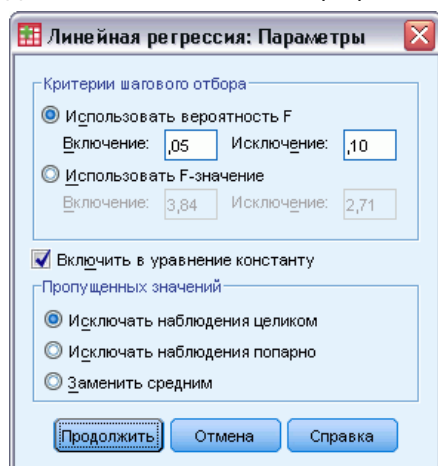 Линейная регрессия: Параметры
Критерии шагового отбора
Использовать вероятность F
Включение: ,05 Исключение: ,10
Использовать F-значение
Включение: 3,84 Исключение: 2,71
Включить в уравнение константу
Пропущенных значений
Исключать наблюдения целиком
Исключать наблюдения попарно
Заменить средним
Продолжить Отмена Справка